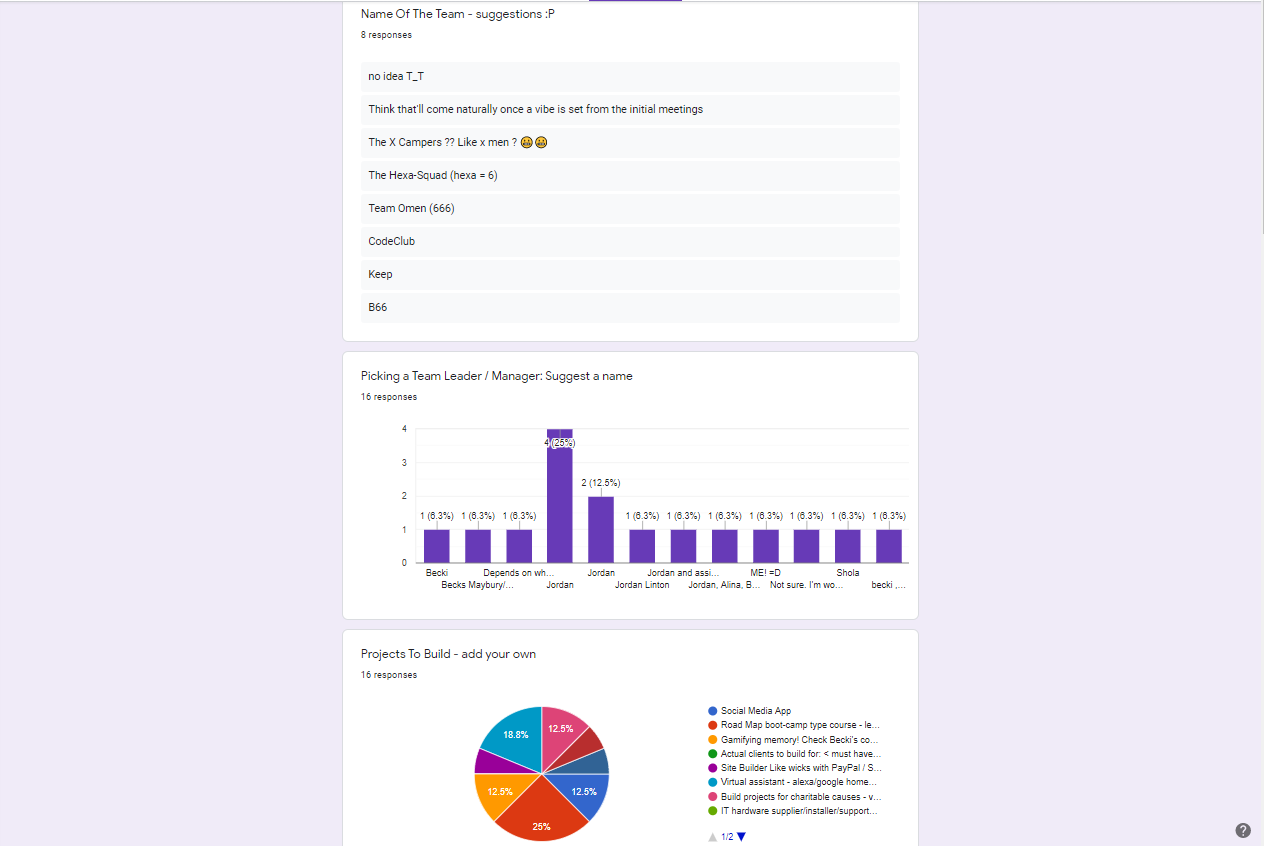 Name Of The Team - suggestions :P
8 responses
no idea T_T
Think that'll come naturally once a vibe is set from the initial meetings
The X Campers ?? Like x men ? 😀😀
The Hexa-Squad (hexa = 6)
Team Omen (666)
CodeClub
Keep
B66
Picking a Team Leader / Manager: Suggest a name
16 responses
4
3
2
1
0
1 (6.3%) 1 (6.3%) 1 (6.3%) 4 (25%) 2 (12.5%) 1 (6.3%) 1 (6.3%) 1 (6.3%) 1 (6.3%) 1 (6.3%) 1 (6.3%) 1 (6.3%)
Becki Depends on wh... Jordan Jordan and assi... ME! =D Shola
Becks Maybury/... Jordan Jordan Linton Jordan, Alina, B... Not sure. I'm wo... becki ,...
Projects To Build - add your own
16 responses
12.5%
18.8%
12.5%
12.5%
25%
Social Media App
Road Map boot-camp type course - le...
Gamifying memory! Check Becki's co...
Actual clients to build for: < must have...
Site Builder Like wicks with PayPal / S...
Virtual assistant - alexa/google home...
Build projects for charitable causes - v...
IT hardware supplier/installer/support...
1/2
?